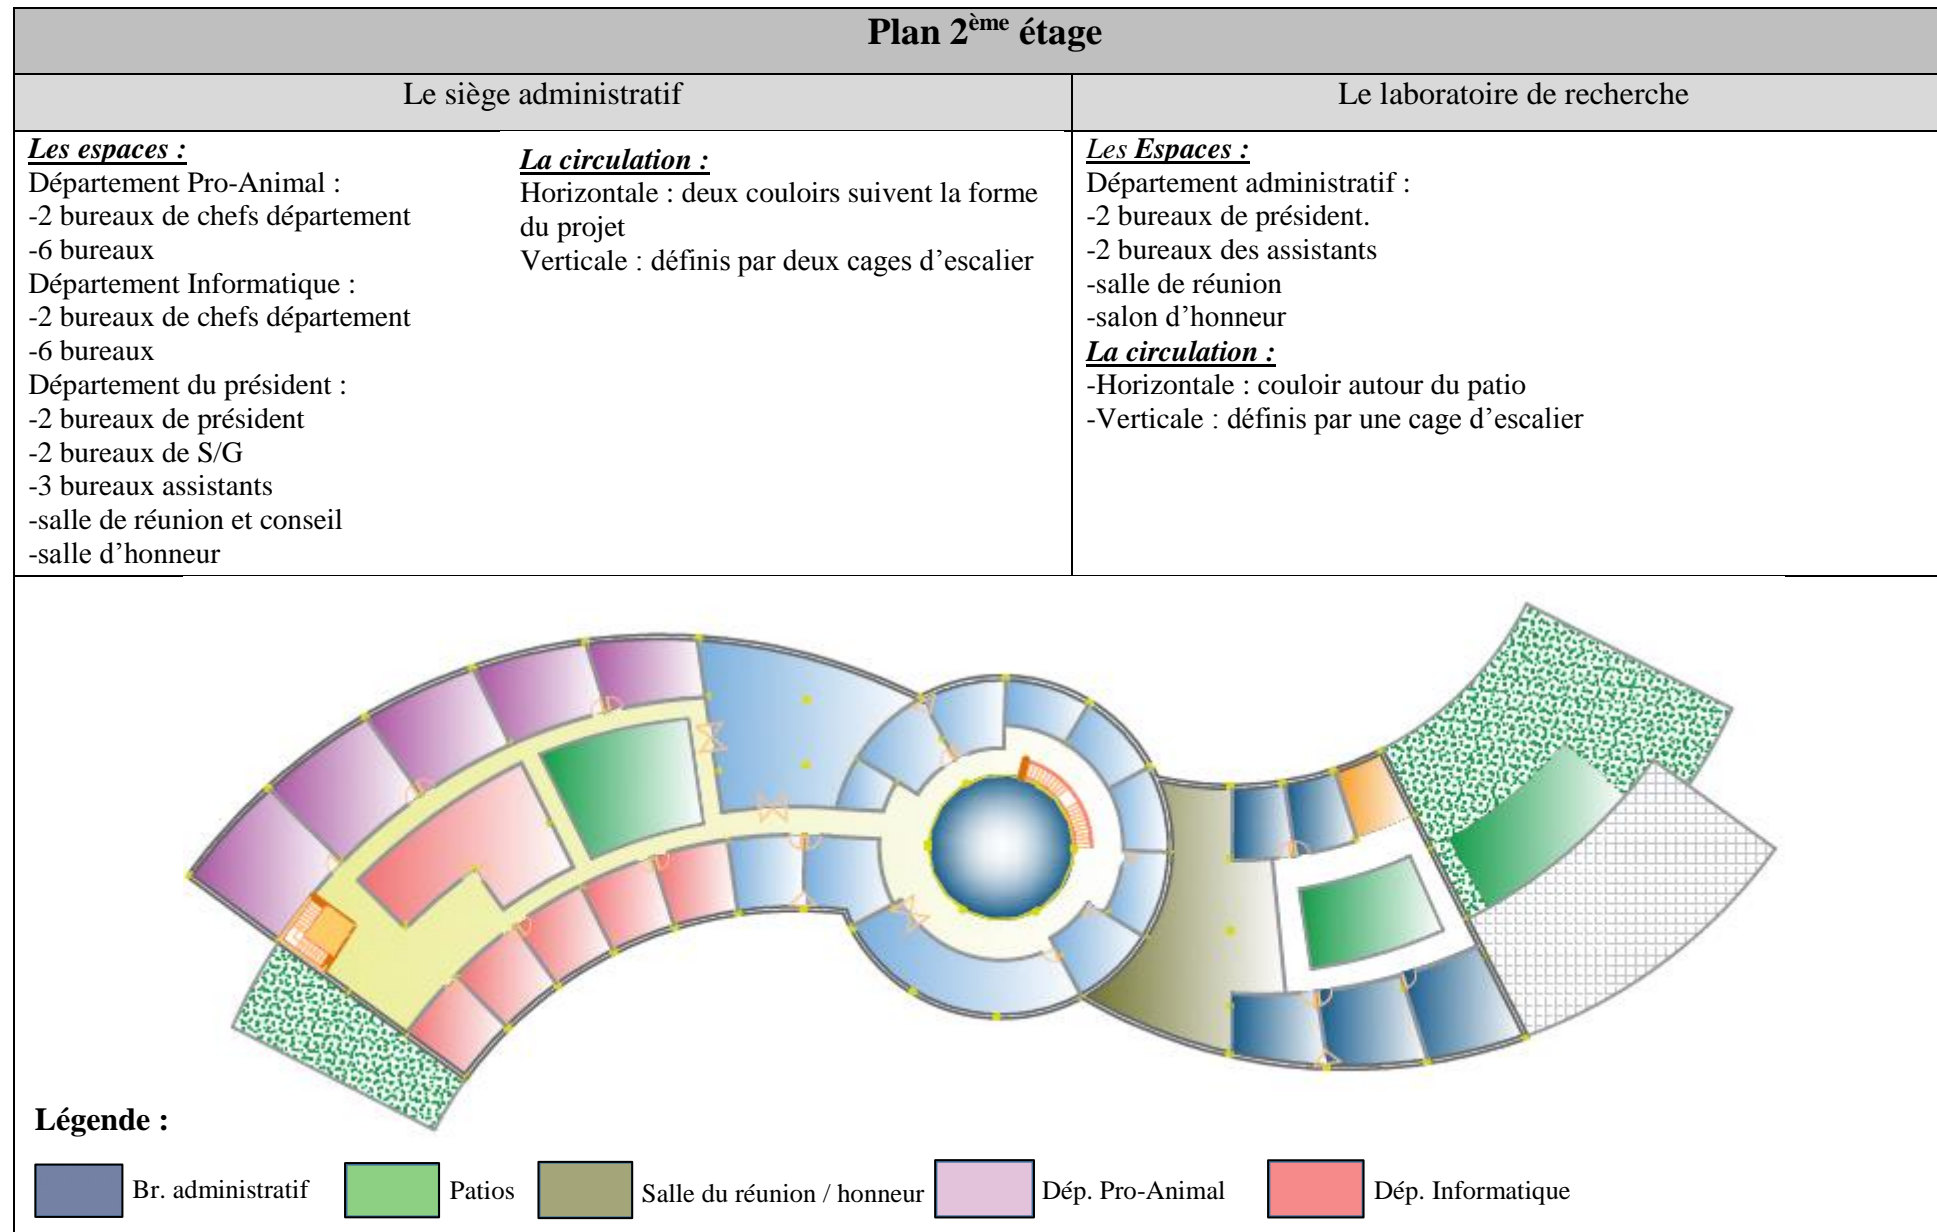 Plan 2ème étage
Le siège administratif
Le laboratoire de recherche
Les espaces :
Département Pro-Animal :
-2 bureaux de chefs département
-6 bureaux
Département Informatique :
-2 bureaux de chefs département
-6 bureaux
Département du président :
-2 bureaux de président
-2 bureaux de S/G
-3 bureaux assistants
-salle de réunion et conseil
-salle d’honneur
La circulation :
Horizontale : deux couloirs suivent la forme
du projet
Verticale : définis par deux cages d’escalier
Les Espaces :
Département administratif :
-2 bureaux de président.
-2 bureaux des assistants
-salle de réunion
-salon d’honneur
La circulation :
-Horizontale : couloir autour du patio
-Verticale : définis par une cage d’escalier
Légende :
Br. administratif
Patios
Salle du réunion / honneur
Dép. Pro-Animal
Dép. Informatique